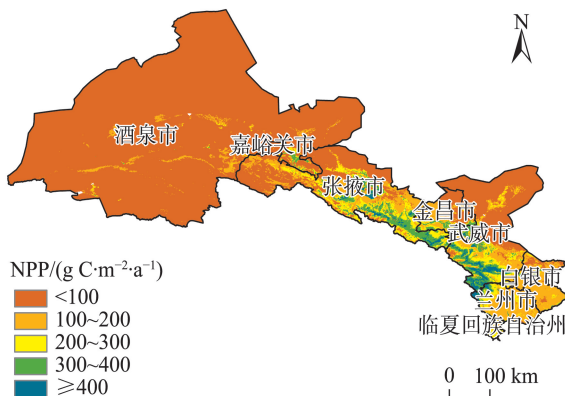 N
酒泉市
嘉峪关市
张掖市
金昌市
武威市
白银市
兰州市
临夏回族自治州
NPP/(g C·m⁻²·a⁻¹)
<100
100~200
200~300
300~400
≥400
0 100 km